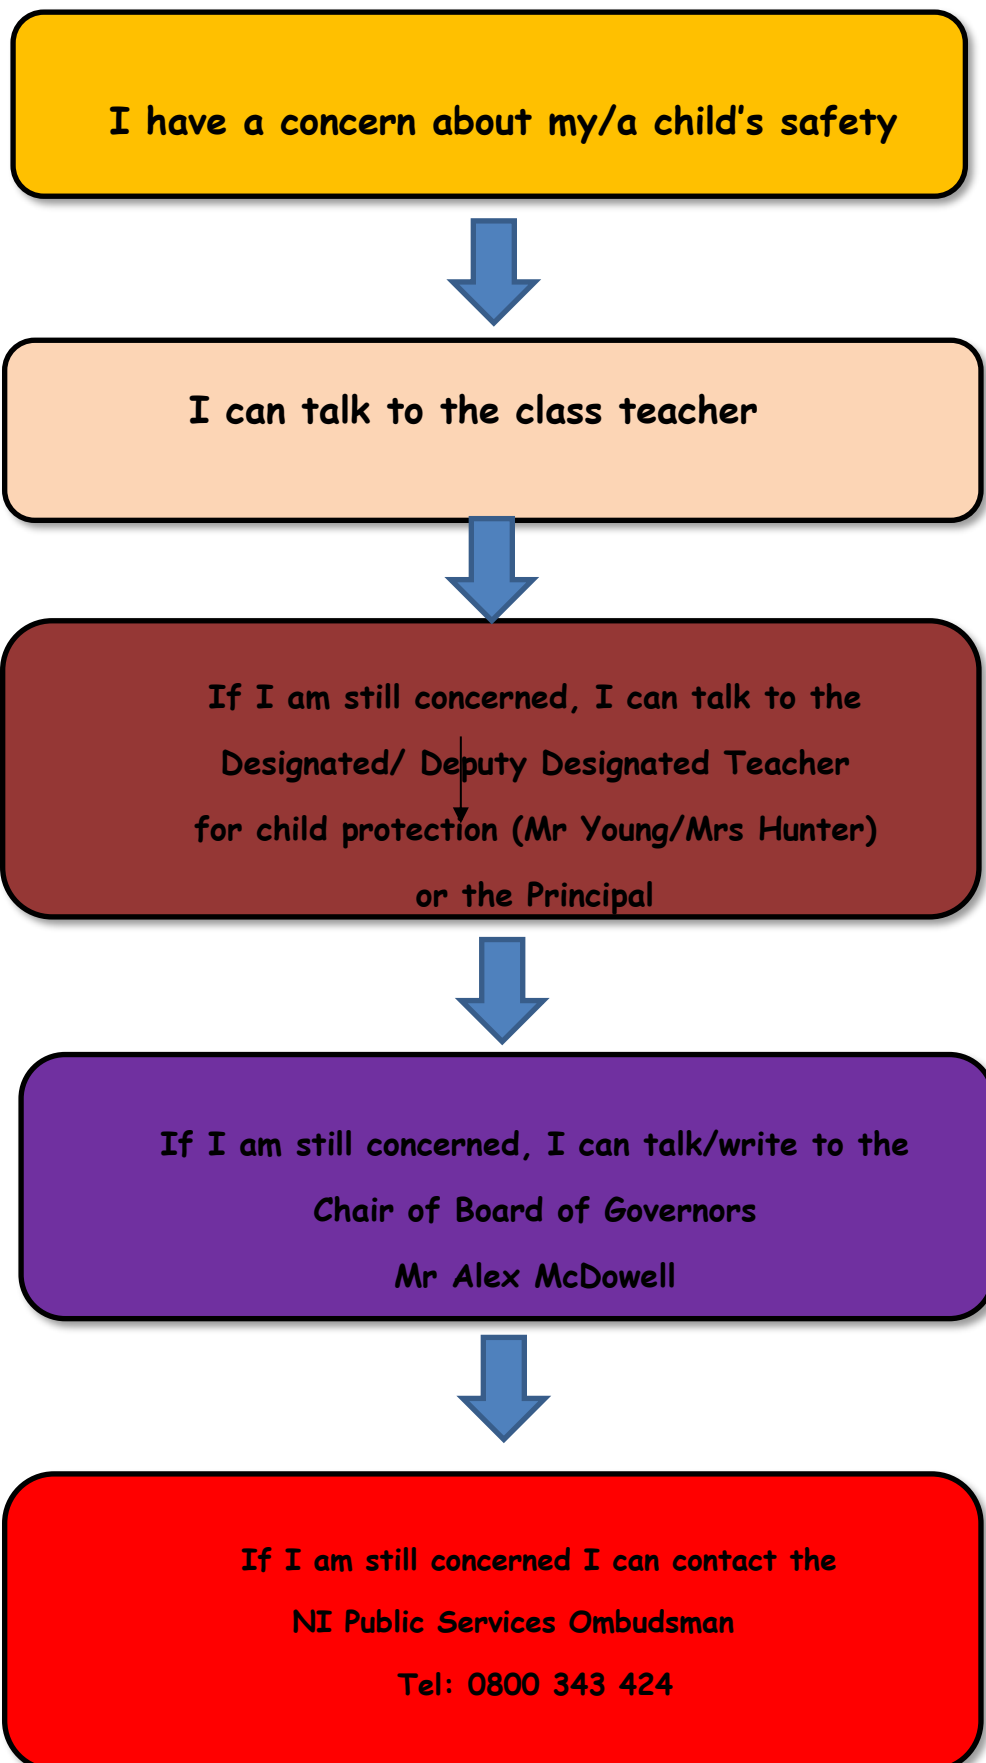 I have a concern about my/a child's safety
I can talk to the class teacher
If I am still concerned, I can talk to the
Designated/ Deputy Designated Teacher
for child protection (Mr Young/Mrs Hunter)
or the Principal
If I am still concerned, I can talk/write to the
Chair of Board of Governors
Mr Alex McDowell
If I am still concerned I can contact the
NI Public Services Ombudsman
Tel: 0800 343 424